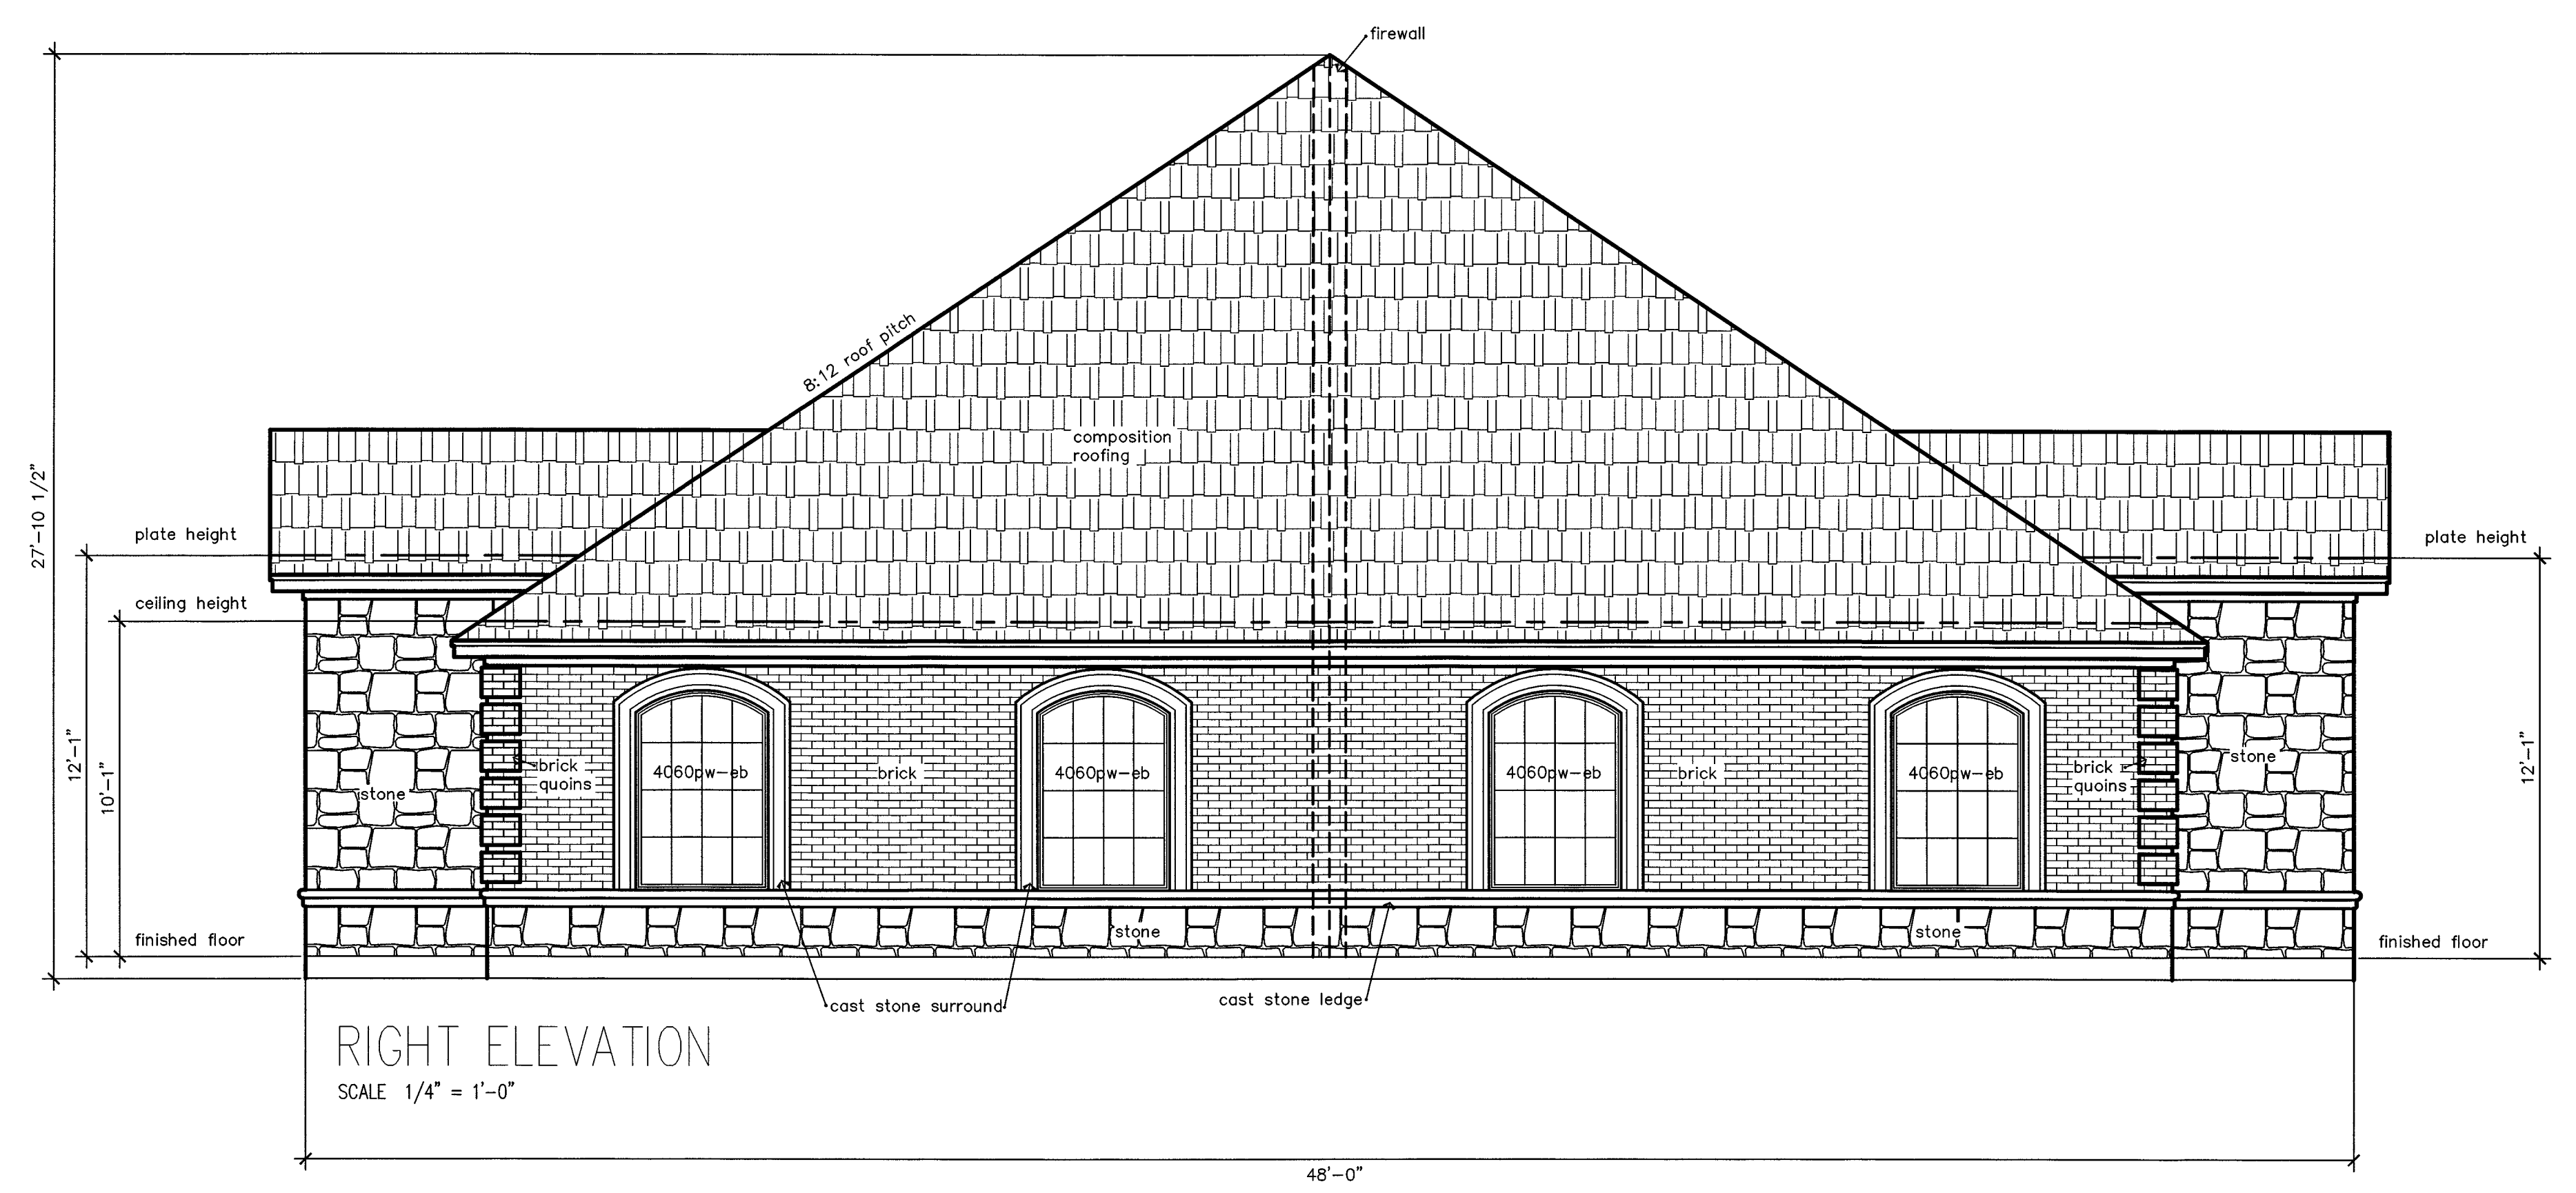 firewall
8:12 roof pitch
composition
roofing
27'-10 1/2"
plate height
plate height
ceiling height
12'-1"
10'-1"
12'-1"
stone
brick
quoins
4060pw-eb
brick
4060pw-eb
4060pw-eb
brick
4060pw-eb
brick
quoins
stone
finished floor
stone
stone
finished floor
cast stone surround
cast stone ledge
RIGHT ELEVATION
SCALE 1/4" = 1'-0"
48'-0"